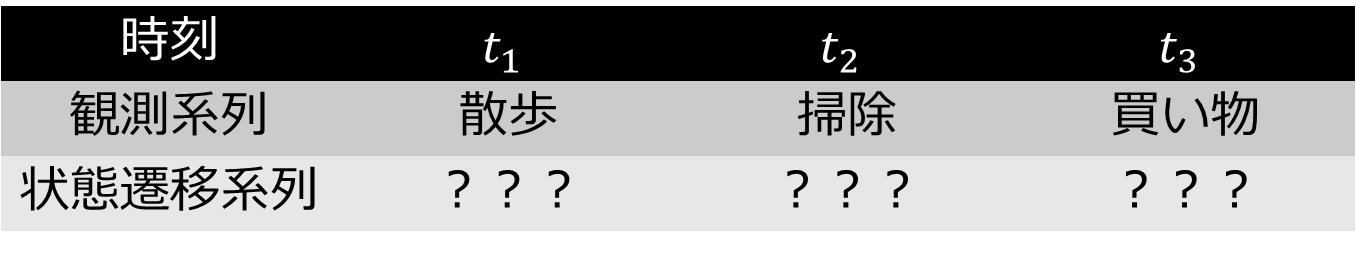 時刻 t₁ t₂ t₃
観測系列 散歩 掃除 買い物
状態遷移系列 ？？？ ？？？ ？？？